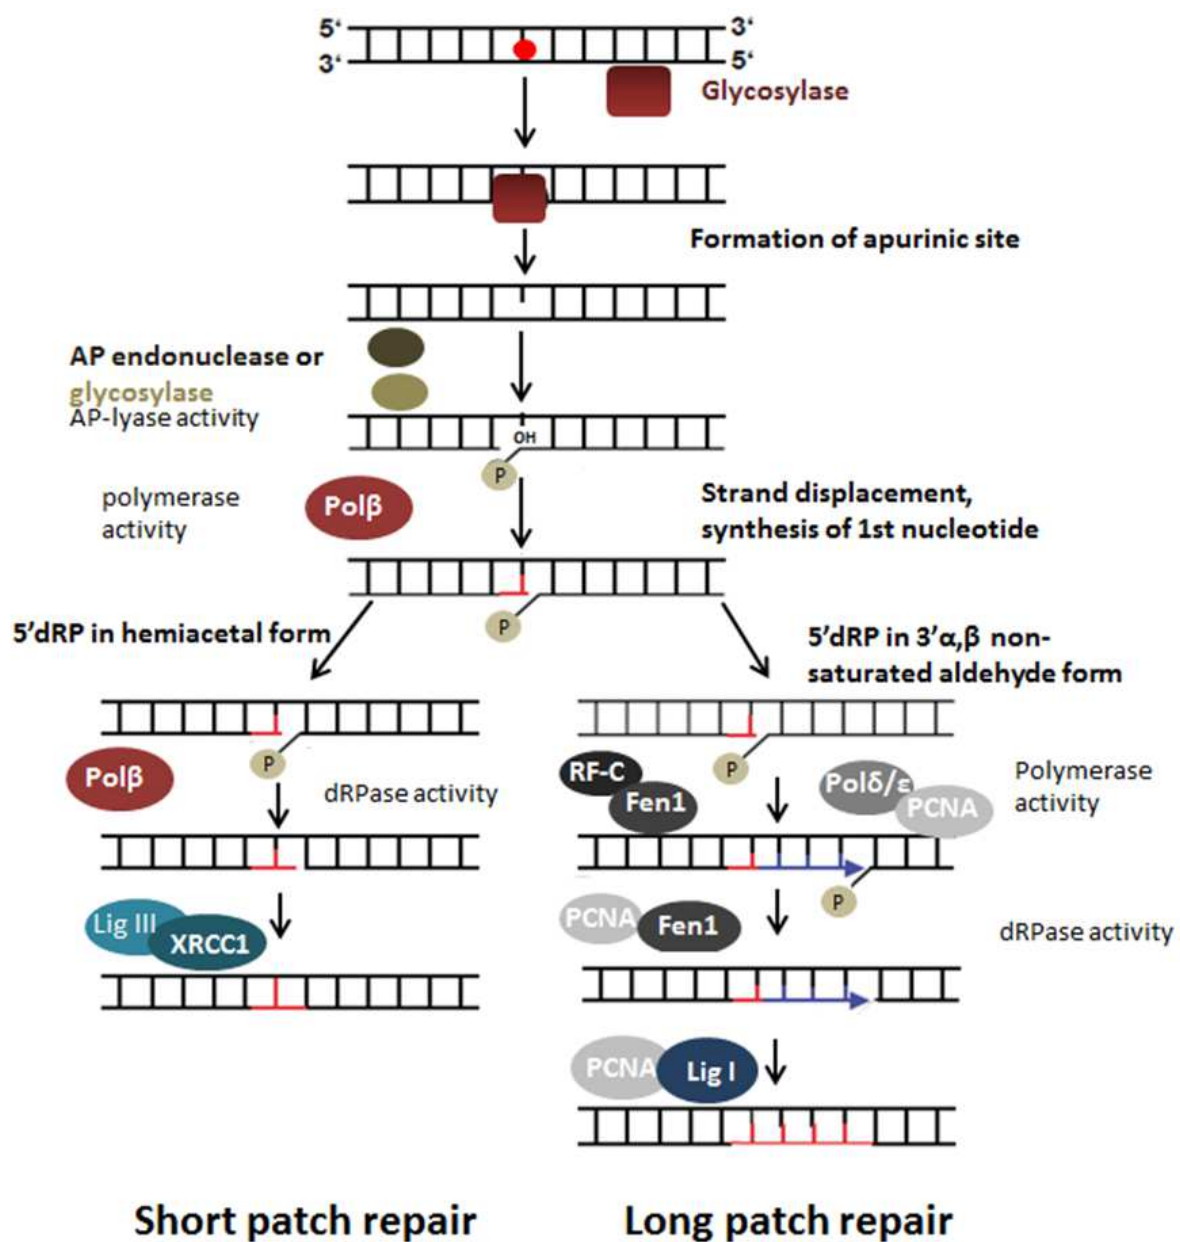 5‘
3‘
3‘
5‘
Glycosylase
Formation of apurinic site
AP endonuclease or
glycosylase
AP-lyase activity
OH
P
polymerase
activity
Polβ
Strand displacement,
synthesis of 1st nucleotide
P
5’dRP in hemiacetal form
5’dRP in 3’α,β non-
saturated aldehyde form
P
Polβ
dRPase activity
Lig III
XRCC1
P
RF-C
Fen1
Polδ/ε
PCNA
Polymerase
activity
P
PCNA
Fen1
dRPase activity
PCNA
Lig I
Short patch repair
Long patch repair